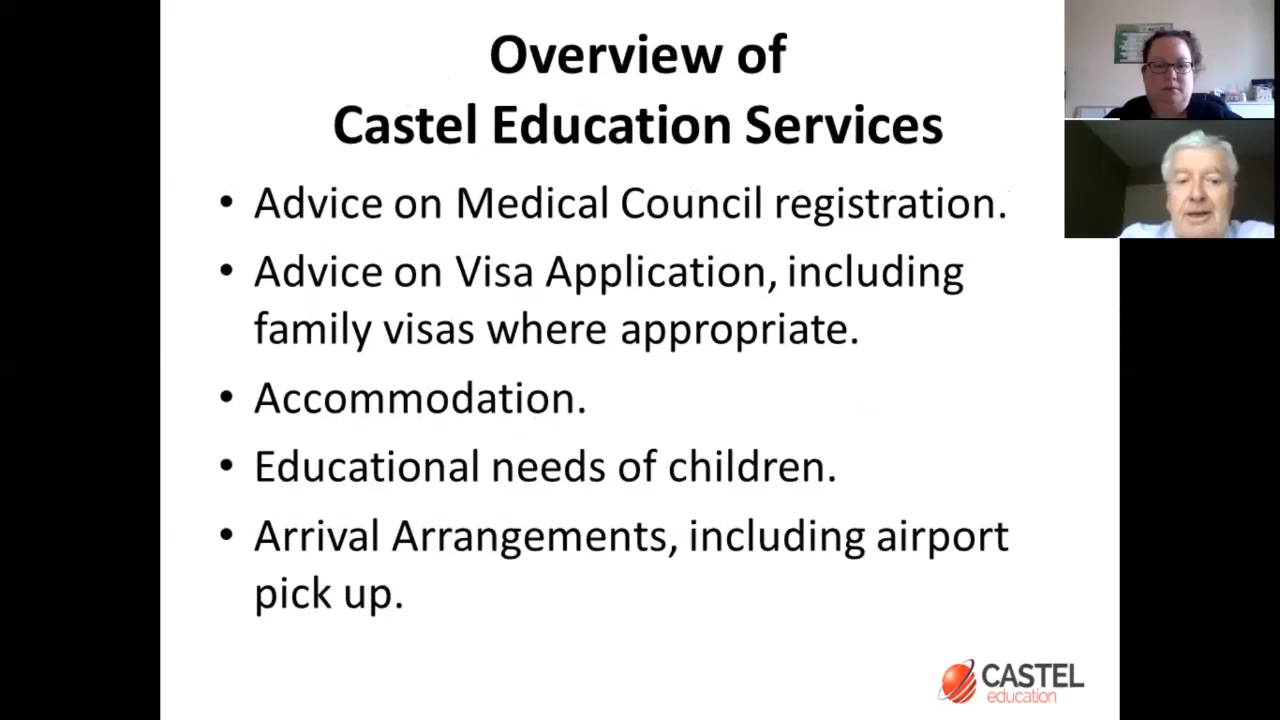 Overview of
Castel Education Services
• Advice on Medical Council registration.
• Advice on Visa Application, including
family visas where appropriate.
• Accommodation.
• Educational needs of children.
• Arrival Arrangements, including airport
pick up.
CASTEL
education